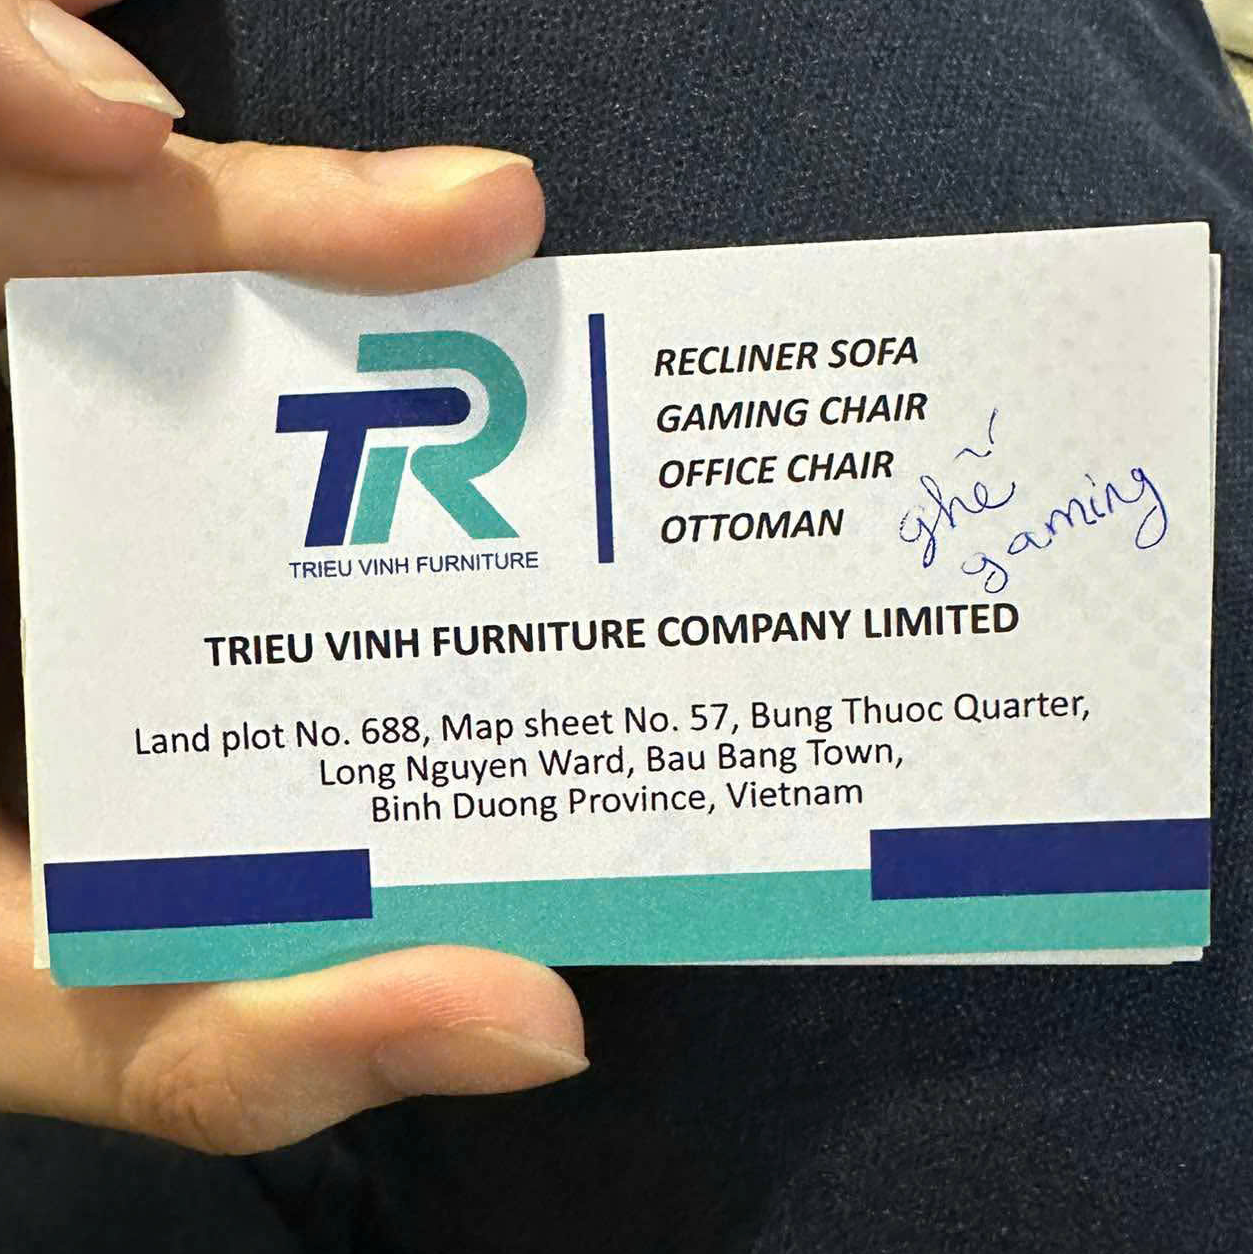 TR
TRIEU VINH FURNITURE
RECLINER SOFA
GAMING CHAIR
OFFICE CHAIR
OTTOMAN
ghế
gaming
TRIEU VINH FURNITURE COMPANY LIMITED
Land plot No. 688, Map sheet No. 57, Bung Thuoc Quarter,
Long Nguyen Ward, Bau Bang Town,
Binh Duong Province, Vietnam